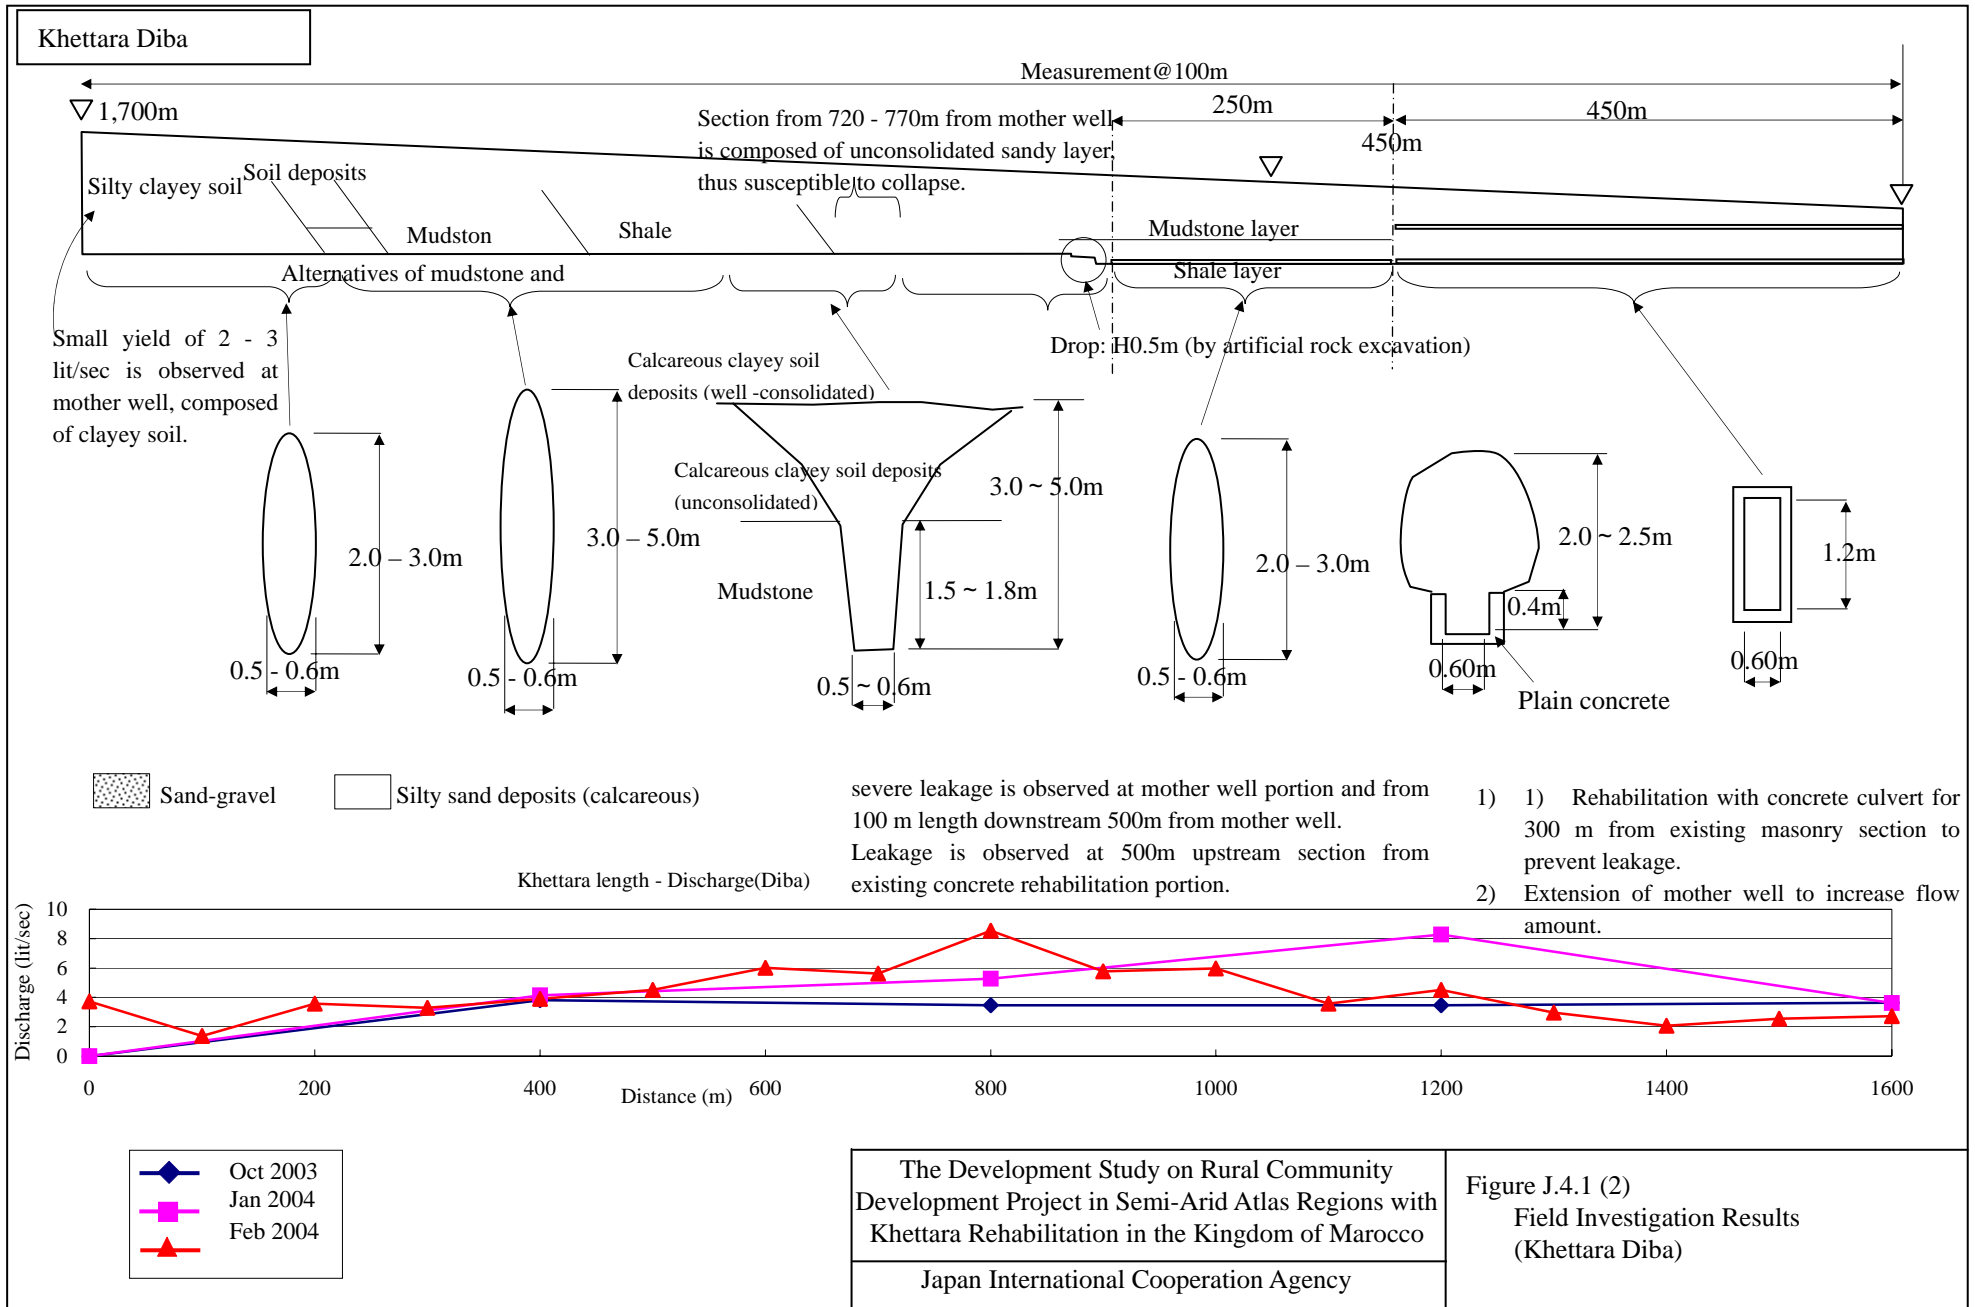 Khettara Diba
Measurement@100m
1,700m
250m
450m
450m
Section from 720 - 770m from mother well
is composed of unconsolidated sandy layer,
thus susceptible to collapse.
Silty clayey soil
Soil deposits
Mudston
Shale
Mudstone layer
Alternatives of mudstone and
Shale layer
Small yield of 2 - 3
lit/sec is observed at
mother well, composed
of clayey soil.
Drop: H0.5m (by artificial rock excavation)
Calcareous clayey soil
deposits (well -consolidated)
Calcareous clayey soil deposits
(unconsolidated)
Mudstone
2.0 – 3.0m
0.5 - 0.6m
3.0 – 5.0m
0.5 - 0.6m
3.0 ~ 5.0m
1.5 ~ 1.8m
0.5 ~ 0.6m
2.0 – 3.0m
0.5 - 0.6m
2.0 ~ 2.5m
0.4m
0.60m
Plain concrete
1.2m
0.60m
Sand-gravel
Silty sand deposits (calcareous)
severe leakage is observed at mother well portion and from
100 m length downstream 500m from mother well.
Leakage is observed at 500m upstream section from
existing concrete rehabilitation portion.
1) 1) Rehabilitation with concrete culvert for
300 m from existing masonry section to
prevent leakage.
2) Extension of mother well to increase flow
amount.
Khettara length - Discharge(Diba)
Discharge (lit/sec)
10
8
6
4
2
0
0 200 400 600 800 1000 1200 1400 1600
Distance (m)
Oct 2003
Jan 2004
Feb 2004
The Development Study on Rural Community
Development Project in Semi-Arid Atlas Regions with
Khettara Rehabilitation in the Kingdom of Marocco
Japan International Cooperation Agency
Figure J.4.1 (2)
Field Investigation Results
(Khettara Diba)